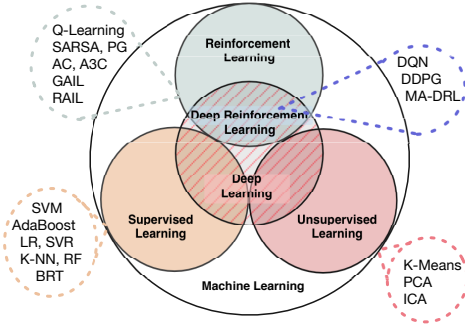 Q-Learning
SARSA, PG
AC, A3C
GAIL
RAIL
Reinforcement
Learning
DQN
DDPG
MA-DRL
Deep Reinforcement
Learning
Deep
Learning
SVM
AdaBoost
LR, SVR
K-NN, RF
BRT
Supervised
Learning
Unsupervised
Learning
K-Means
PCA
ICA
Machine Learning